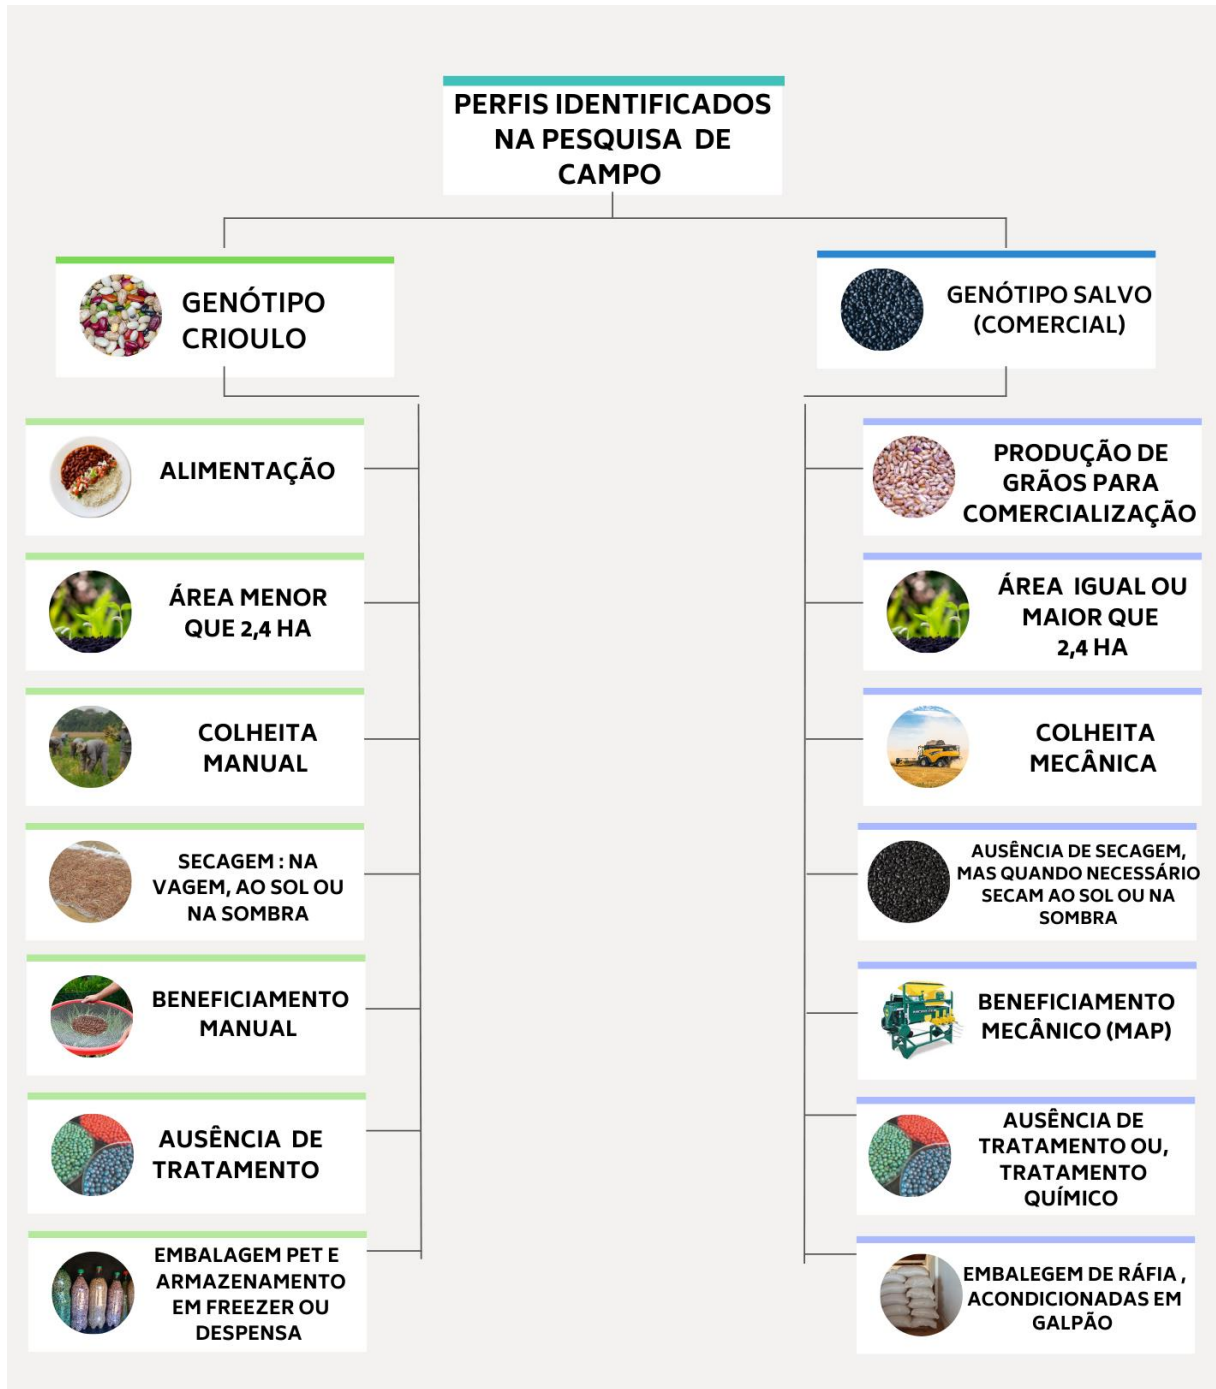 PERFIS IDENTIFICADOS
NA PESQUISA DE
CAMPO
GENÓTIPO
CRIOULO
ALIMENTAÇÃO
ÁREA MENOR
QUE 2,4 HA
COLHEITA
MANUAL
SECAGEM : NA
VAGEM, AO SOL OU
NA SOMBRA
BENEFICIAMENTO
MANUAL
AUSÊNCIA DE
TRATAMENTO
EMBALAGEM PET E
ARMAZENAMENTO
EM FREEZER OU
DESPENSA
GENÓTIPO SALVO
(COMERCIAL)
PRODUÇÃO DE
GRÃOS PARA
COMERCIALIZAÇÃO
ÁREA IGUAL OU
MAIOR QUE
2,4 HA
COLHEITA
MECÂNICA
AUSÊNCIA DE SECAGEM,
MAS QUANDO NECESSÁRIO
SECAM AO SOL OU NA
SOMBRA
BENEFICIAMENTO
MECÂNICO (MAP)
AUSÊNCIA DE
TRATAMENTO OU,
TRATAMENTO
QUÍMICO
EMBALEGEM DE RÁFIA ,
ACONDICIONADAS EM
GALPÃO